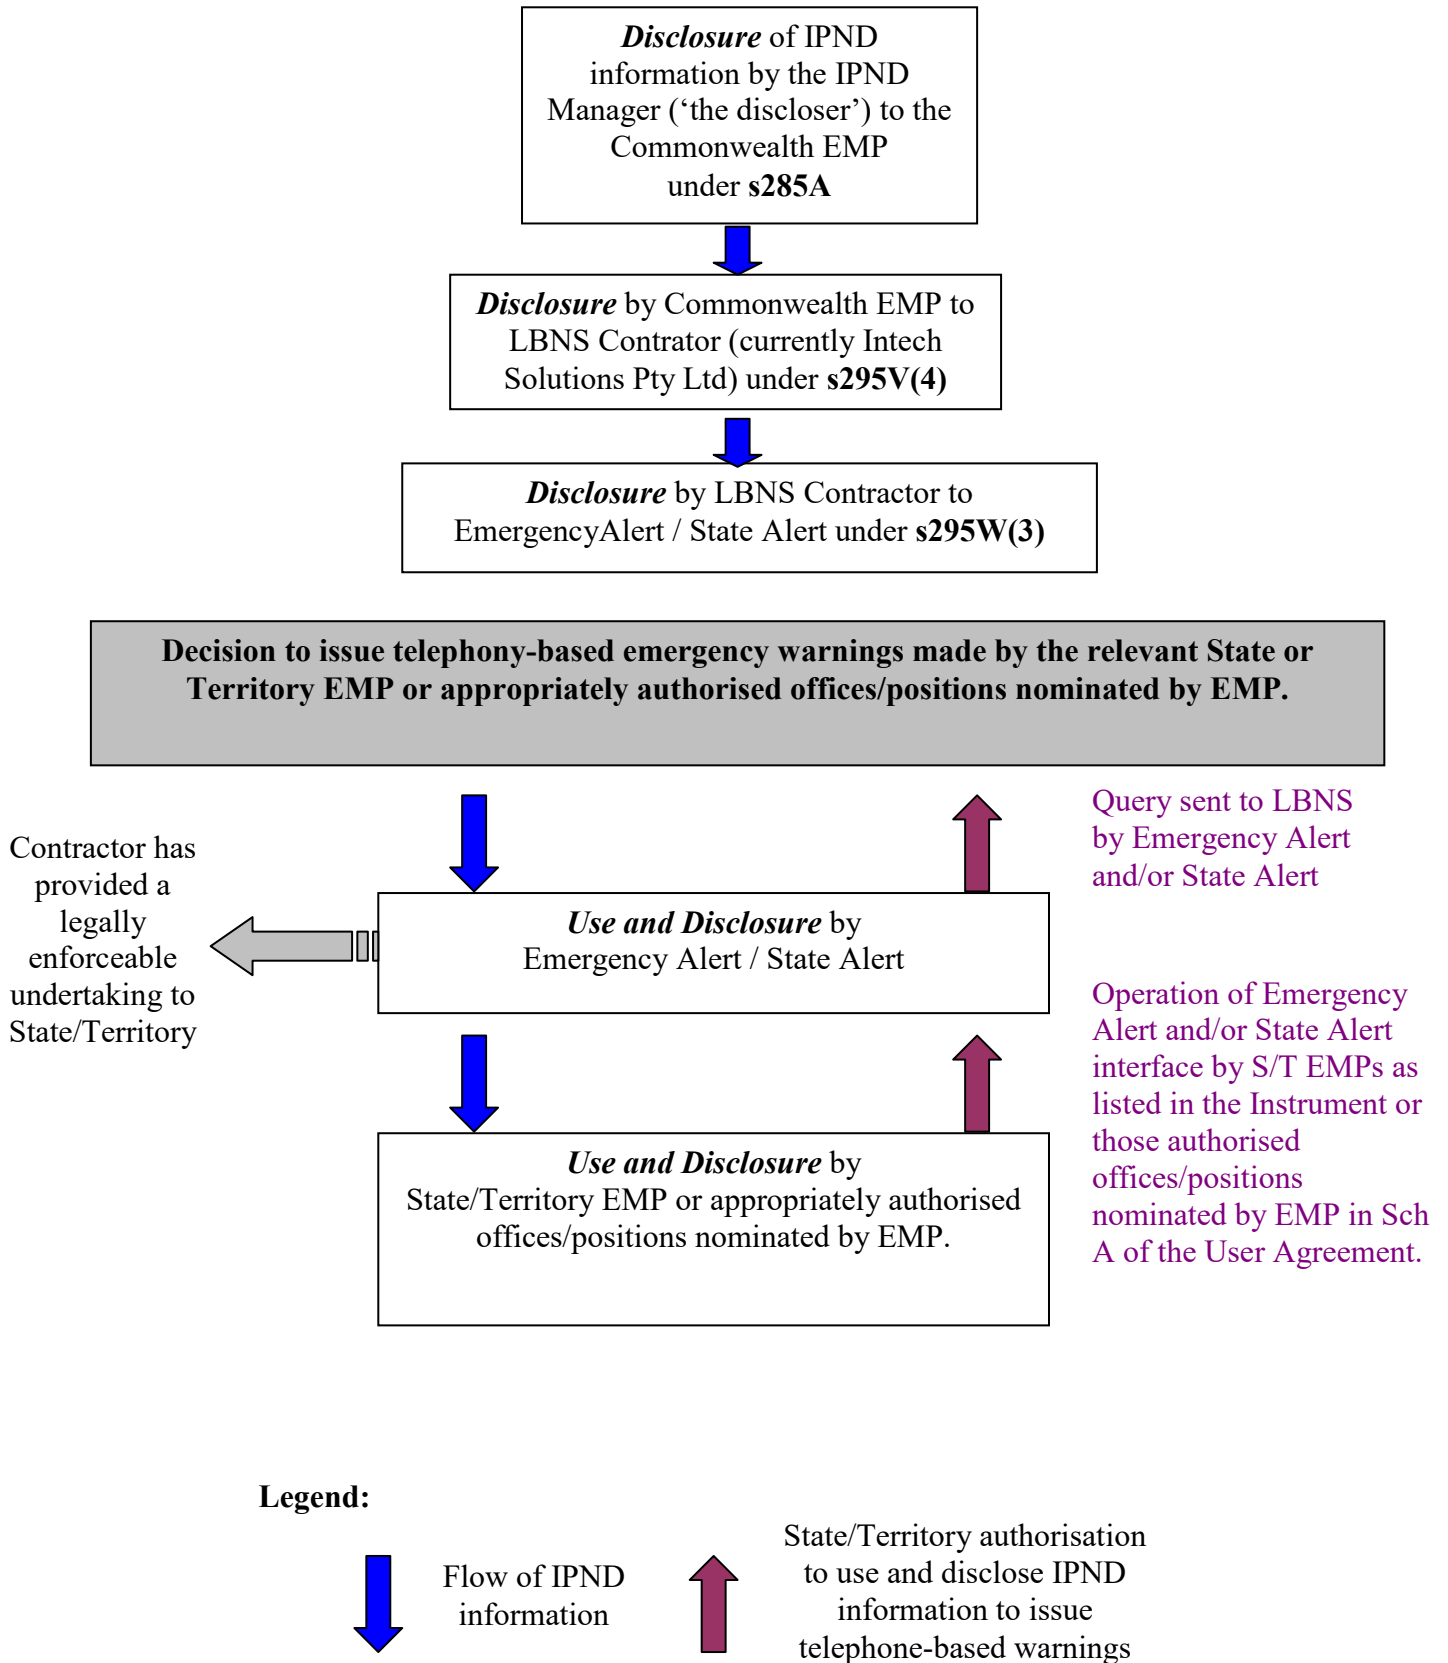 Disclosure of IPND
information by the IPND
Manager (‘the discloser’) to the
Commonwealth EMP
under s285A
Disclosure by Commonwealth EMP to
LBNS Contrator (currently Intech
Solutions Pty Ltd) under s295V(4)
Disclosure by LBNS Contractor to
EmergencyAlert / State Alert under s295W(3)
Decision to issue telephony-based emergency warnings made by the relevant State or
Territory EMP or appropriately authorised offices/positions nominated by EMP.
Query sent to LBNS
by Emergency Alert
and/or State Alert
Contractor has
provided a
legally
enforceable
undertaking to
State/Territory
Use and Disclosure by
Emergency Alert / State Alert
Operation of Emergency
Alert and/or State Alert
interface by S/T EMPs as
listed in the Instrument or
those authorised
offices/positions
nominated by EMP in Sch
A of the User Agreement.
Use and Disclosure by
State/Territory EMP or appropriately authorised
offices/positions nominated by EMP.
Legend:
Flow of IPND
information
State/Territory authorisation
to use and disclose IPND
information to issue
telephone-based warnings